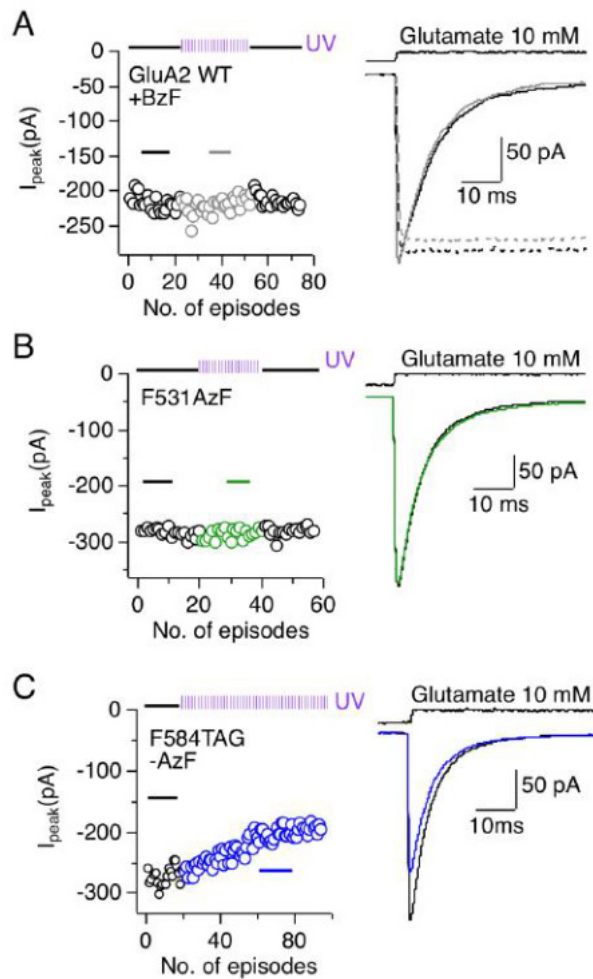 A
UV
Glutamate 10 mM
0
GluA2 WT
+BzF
-50
-100
-150
-200
-250
I_peak(pA)
50 pA
10 ms
0 20 40 60 80
No. of episodes
B
UV
Glutamate 10 mM
0
F531AzF
-100
-200
-300
I_peak(pA)
50 pA
10 ms
0 20 40 60
No. of episodes
C
UV
Glutamate 10 mM
0
F584TAG
-AzF
-100
-200
-300
I_peak(pA)
50 pA
10ms
0 40 80
No. of episodes